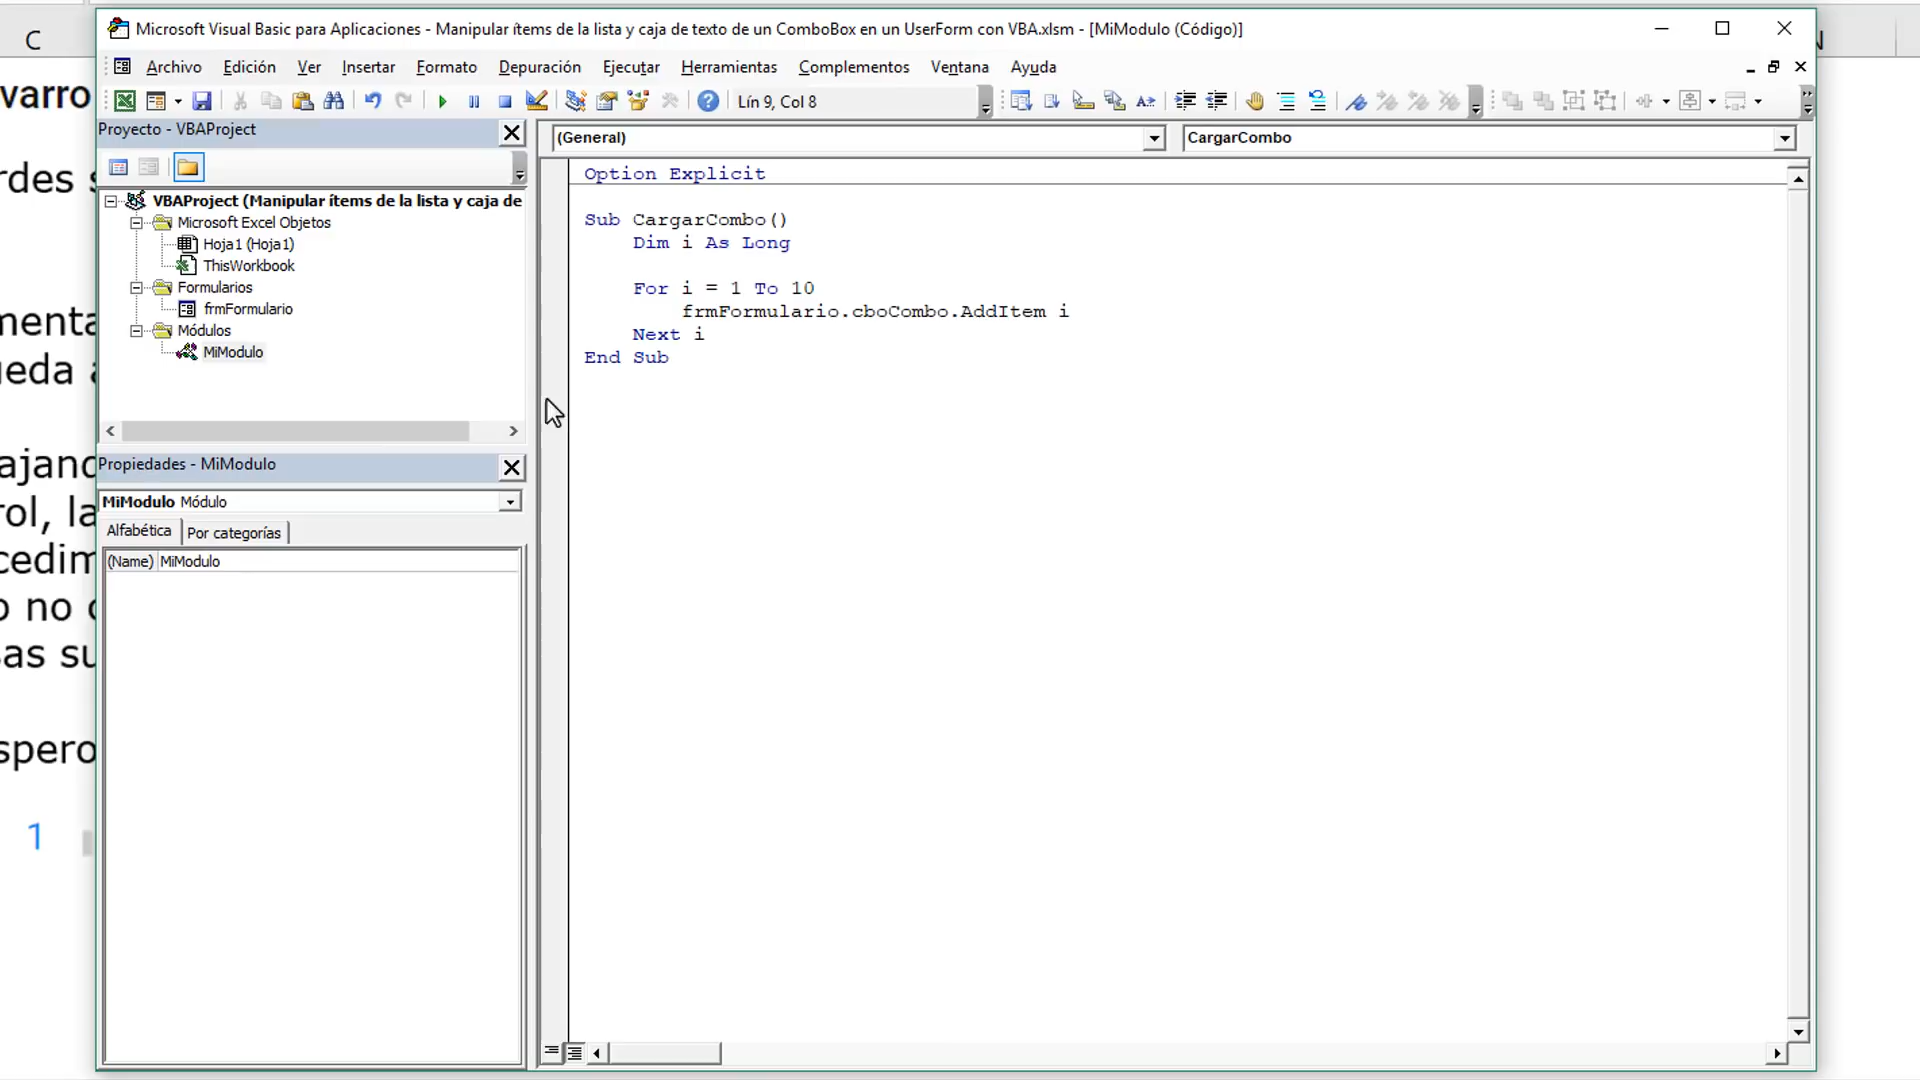 C
N
Microsoft Visual Basic para Aplicaciones - Manipular ítems de la lista y caja de texto de un ComboBox en un UserForm con VBA.xlsm - [MiModulo (Código)]
Archivo Edición Ver Insertar Formato Depuración Ejecutar Herramientas Complementos Ventana Ayuda
Lín 9, Col 8
Proyecto - VBAProject
VBAProject (Manipular ítems de la lista y caja de
Microsoft Excel Objetos
Hoja1 (Hoja1)
ThisWorkbook
Formularios
frmFormulario
Módulos
MiModulo
Propiedades - MiModulo
MiModulo Módulo
Alfabética Por categorías
(Name) MiModulo
(General) CargarCombo
Option Explicit
Sub CargarCombo()
Dim i As Long
For i = 1 To 10
frmFormulario.cboCombo.AddItem i
Next i
End Sub
varro
rdes s
menta
ueda a
ajand
rol, la
cedim
o no
sas su
spero
1